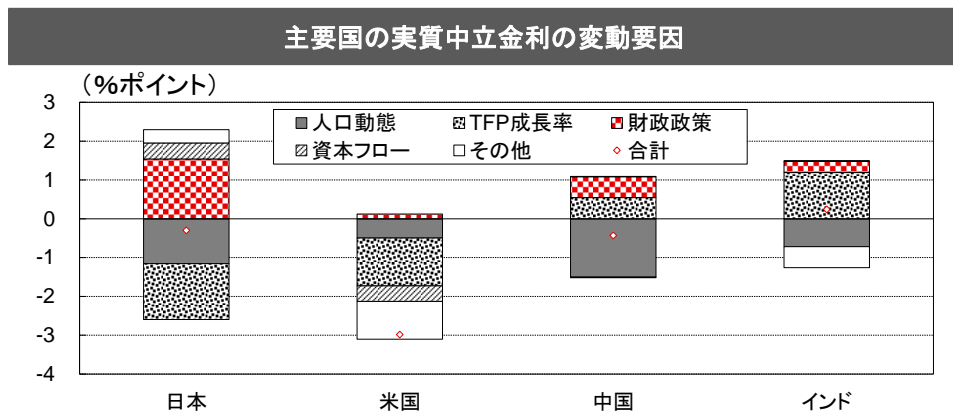 主要国の実質中立金利の変動要因
（%ポイント）
3
2
1
0
-1
-2
-3
-4
人口動態 TFP成長率 財政政策
資本フロー その他 合計
日本 米国 中国 インド